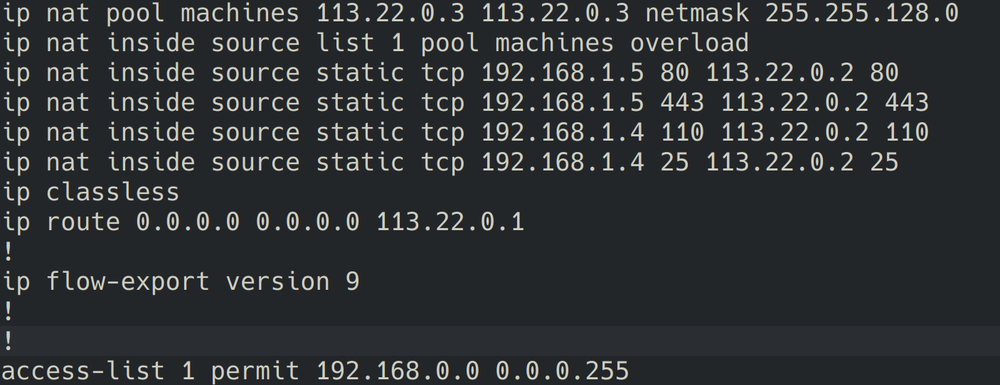 ip nat pool machines 113.22.0.3 113.22.0.3 netmask 255.255.128.0
ip nat inside source list 1 pool machines overload
ip nat inside source static tcp 192.168.1.5 80 113.22.0.2 80
ip nat inside source static tcp 192.168.1.5 443 113.22.0.2 443
ip nat inside source static tcp 192.168.1.4 110 113.22.0.2 110
ip nat inside source static tcp 192.168.1.4 25 113.22.0.2 25
ip classless
ip route 0.0.0.0 0.0.0.0 113.22.0.1
!
ip flow-export version 9
!
!
access-list 1 permit 192.168.0.0 0.0.0.255